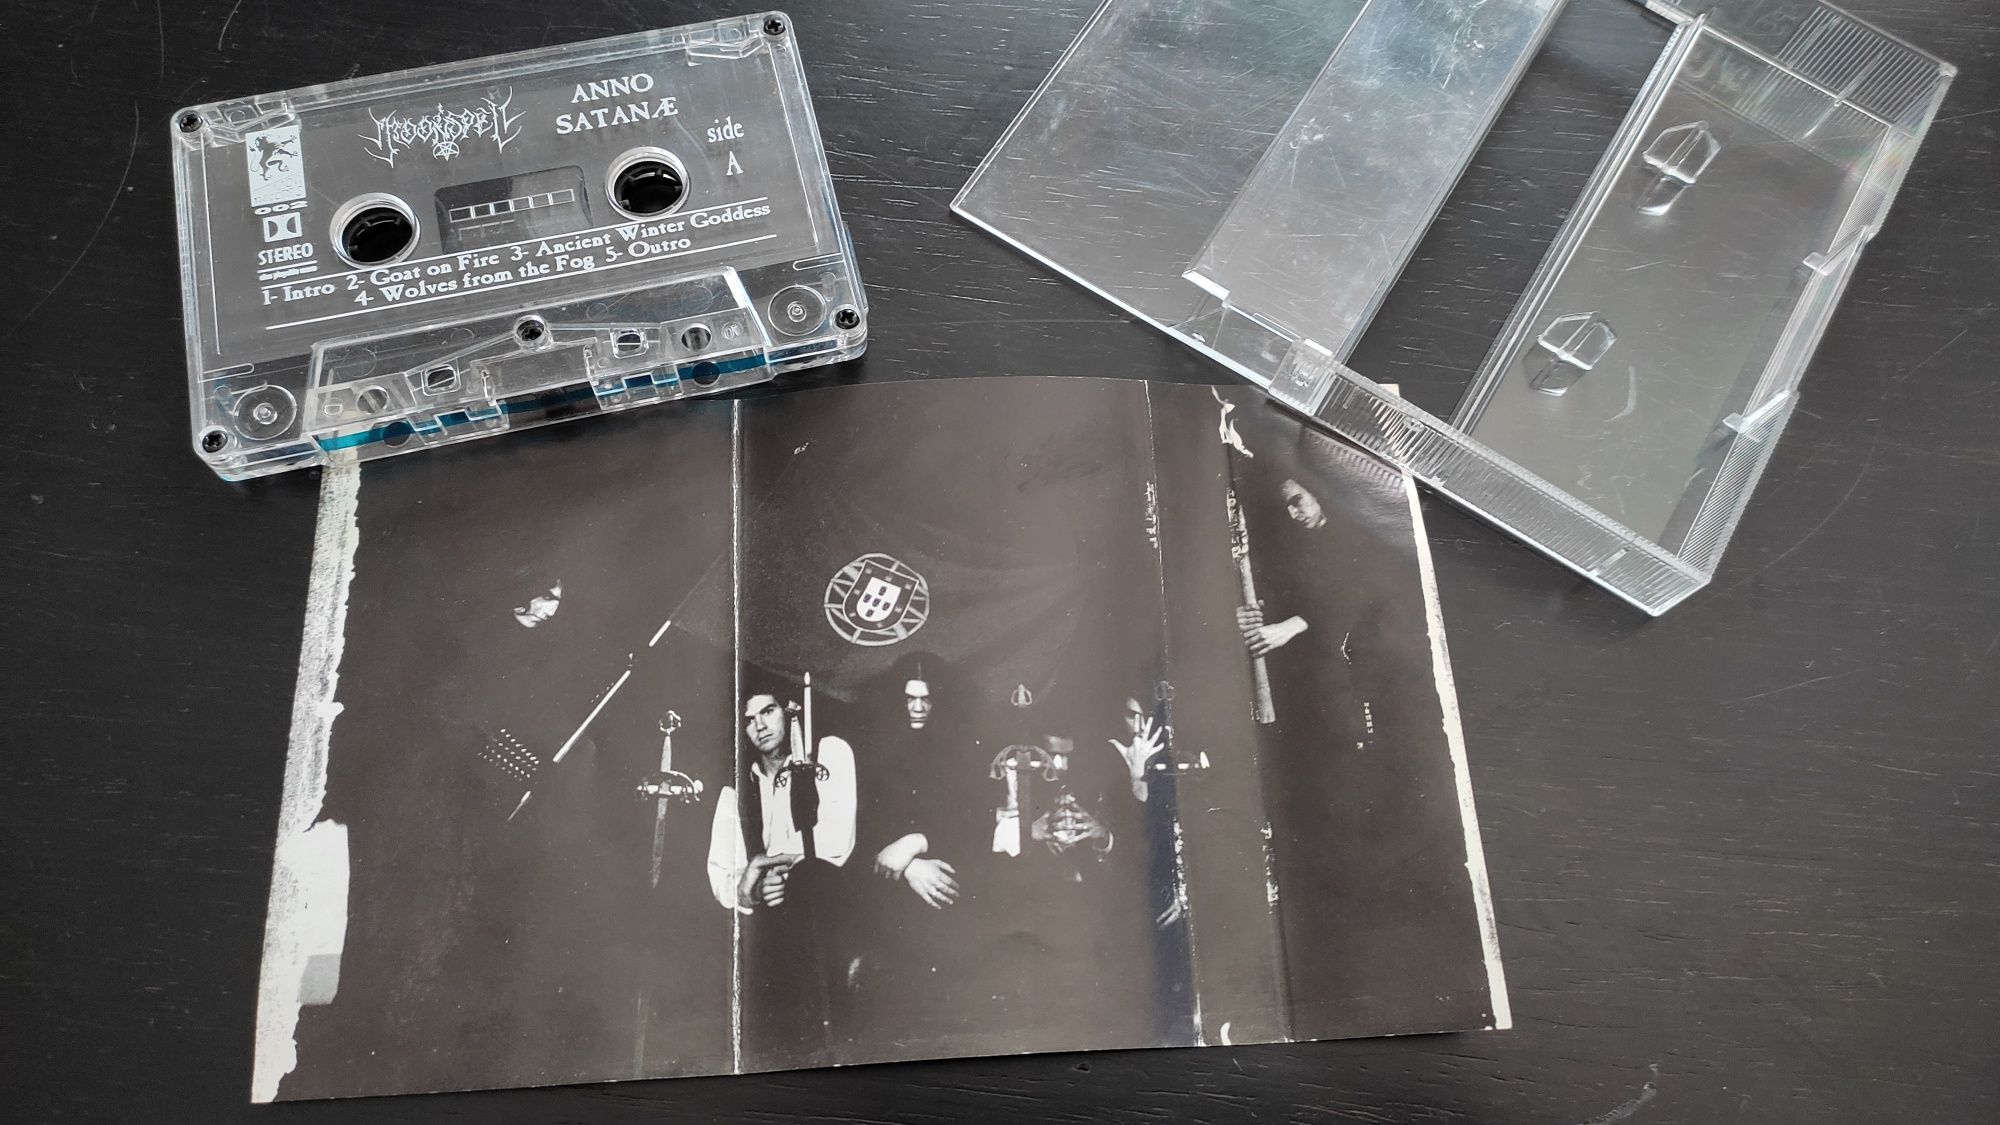 MOONSPELL
ANNO
SATANÆ
side
A
002
STEREO
1- Intro 2- Goat on Fire 3- Ancient Winter Goddess
4- Wolves from the Fog 5- Outro